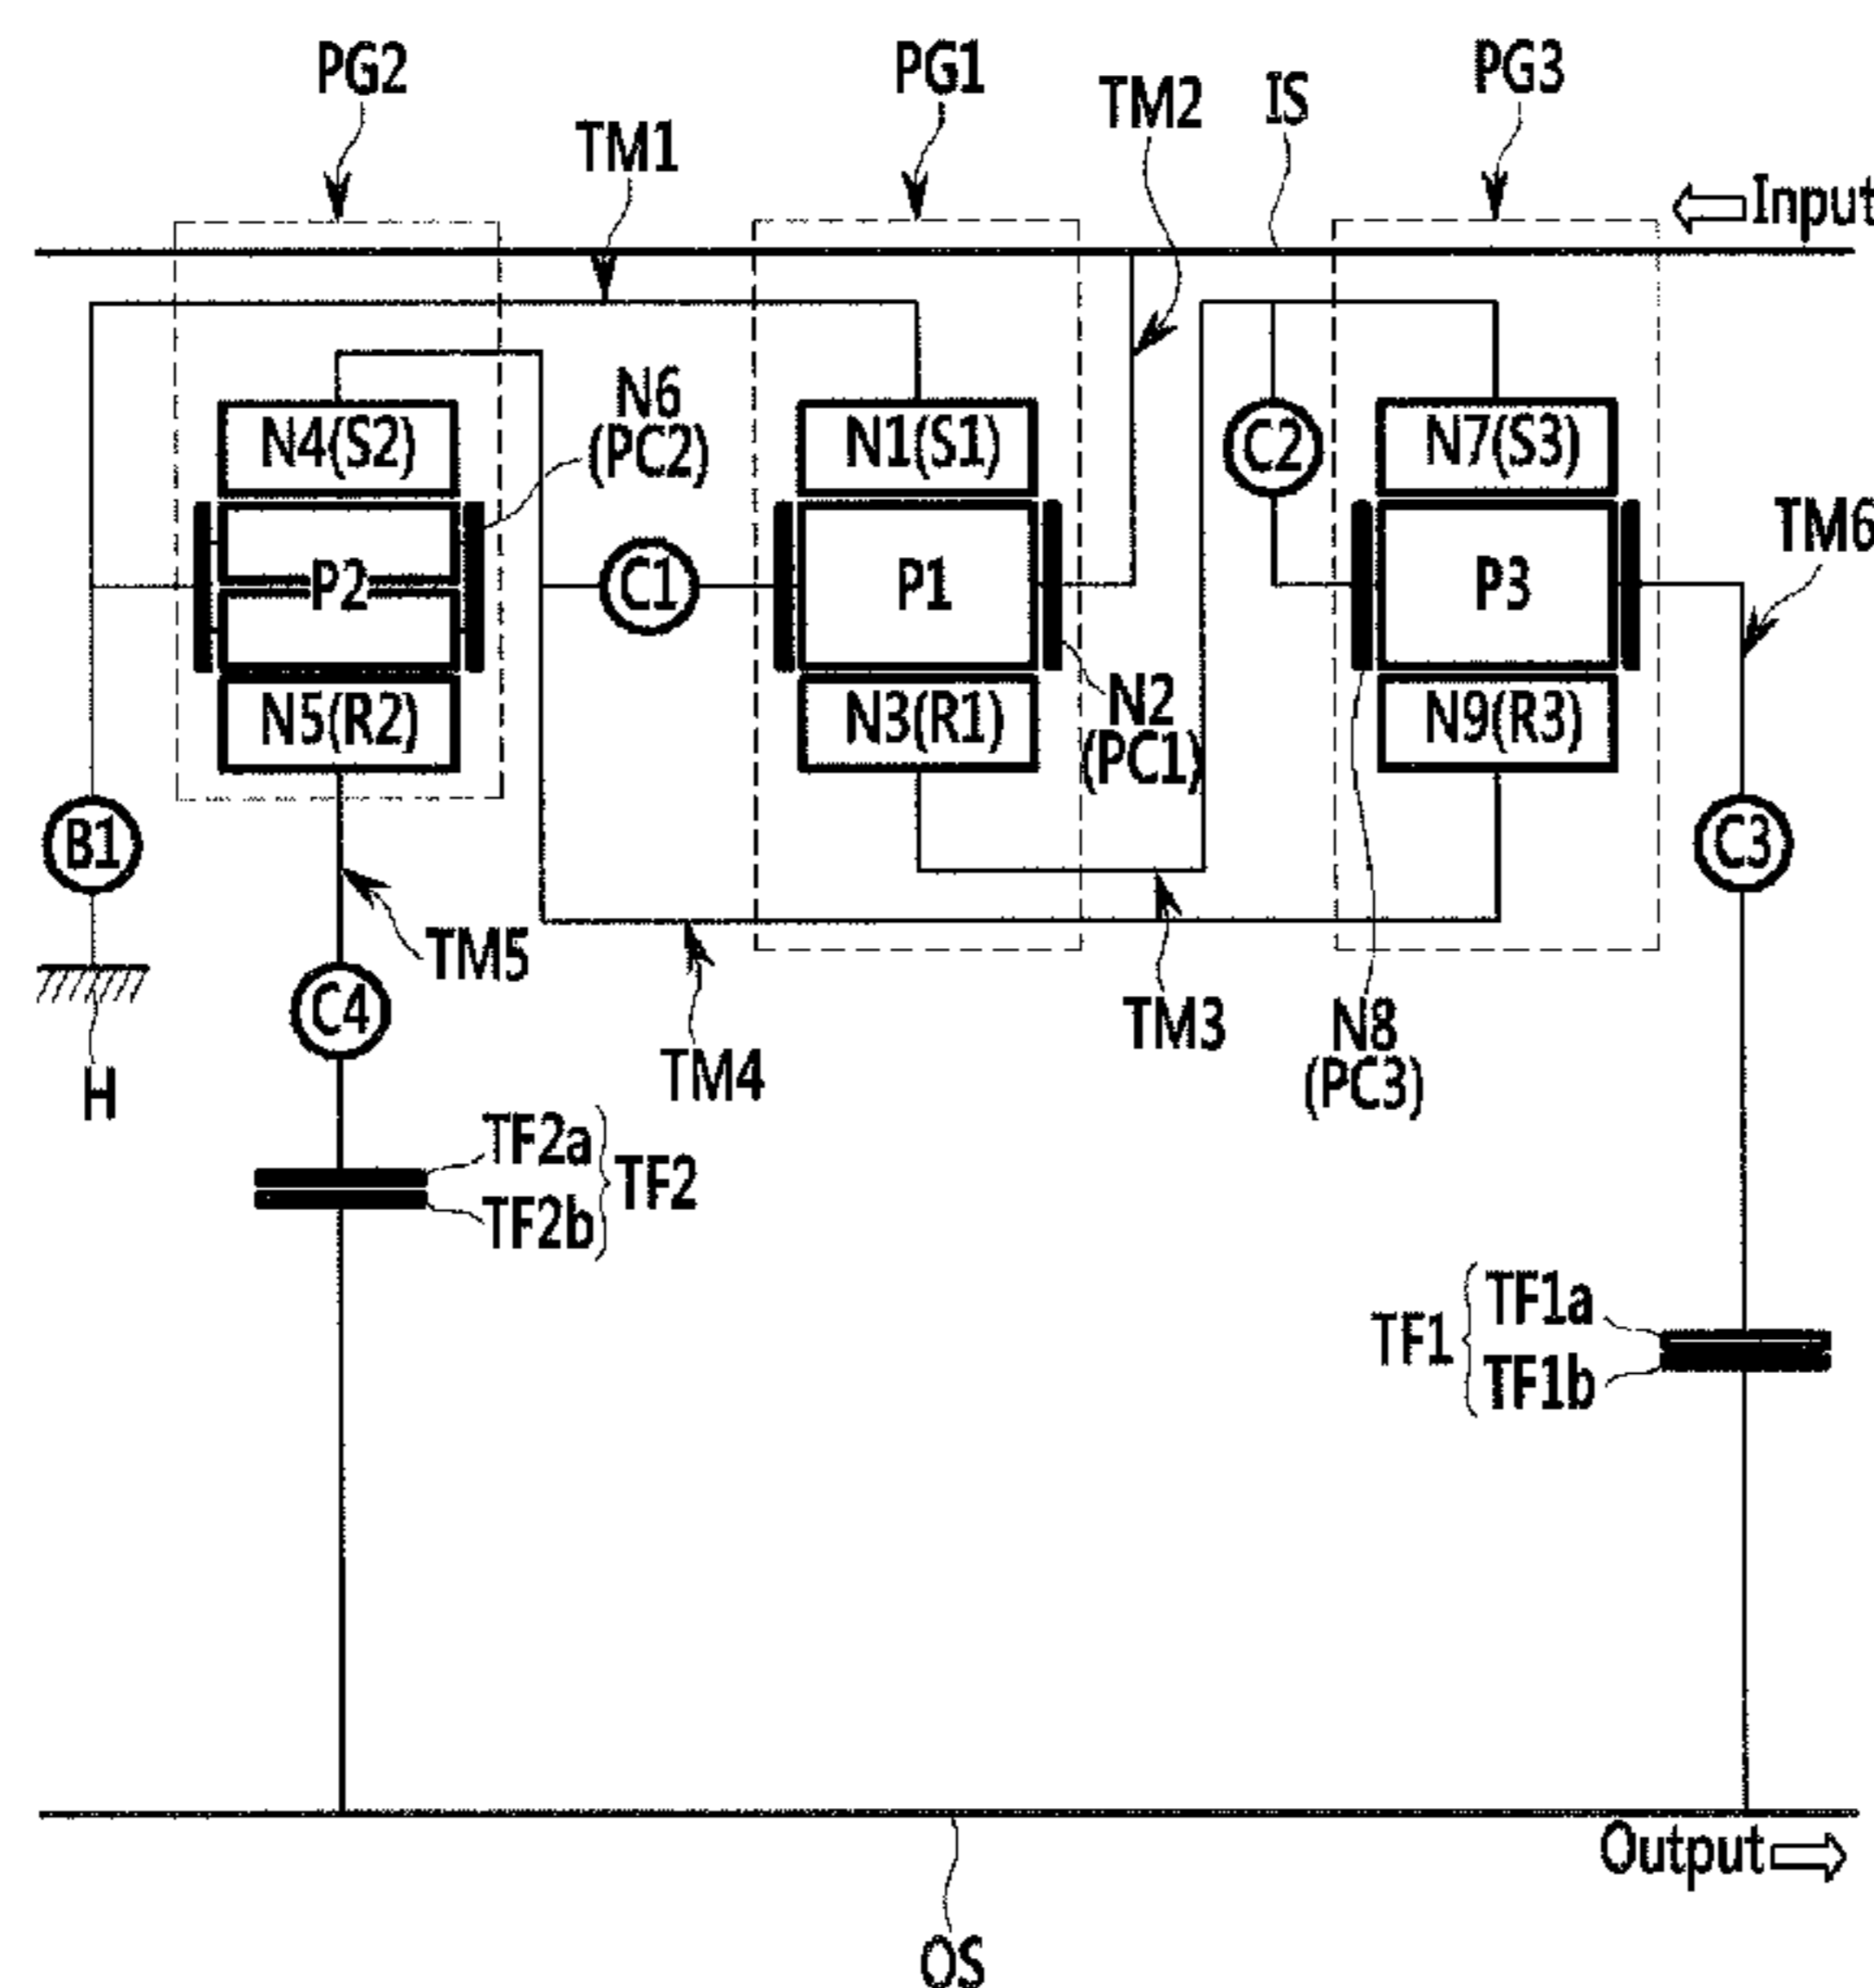 PG2
PG1
PG3
TM1
TM2
IS
Input
N6
(PC2)
N4(S2)
N1(S1)
C2
N7(S3)
TM6
P2
C1
P1
P3
N5(R2)
N3(R1)
N2
(PC1)
N9(R3)
B1
C3
TM5
C4
TM3
N8
(PC3)
TM4
H
TF2a
TF2
TF2b
TF1a
TF1
TF1b
Output
OS